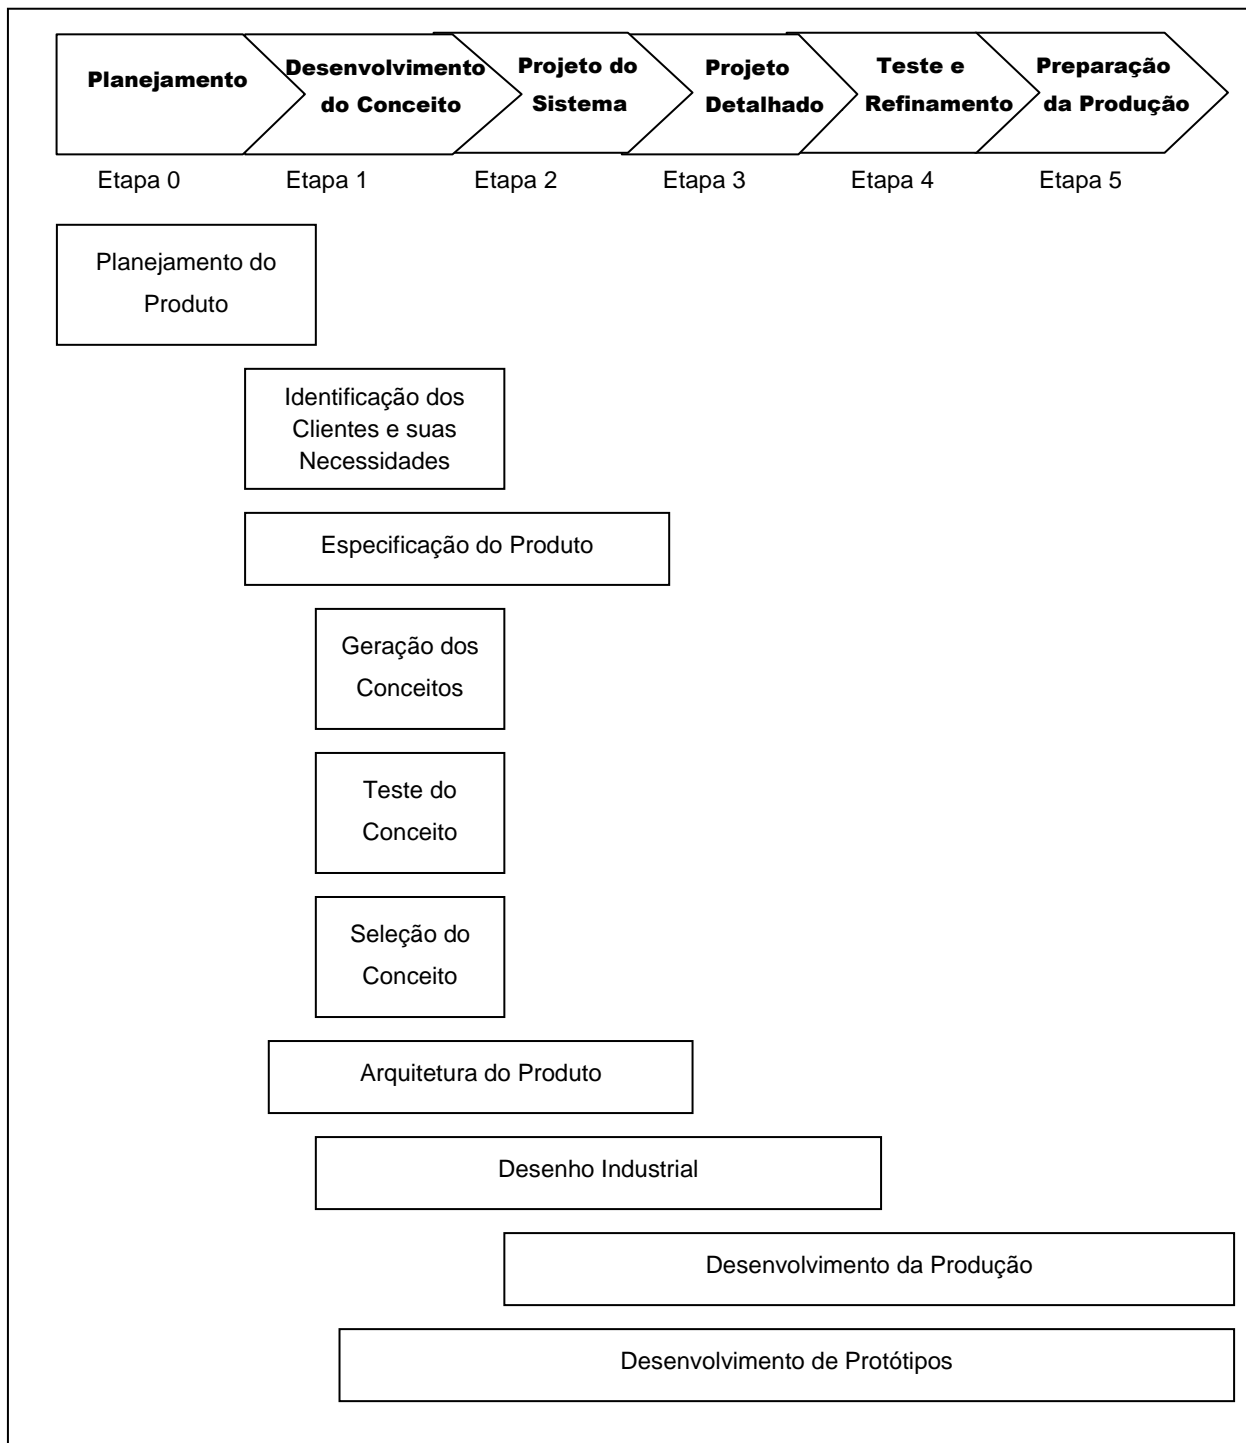 Planejamento
Desenvolvimento
do Conceito
Projeto do
Sistema
Projeto
Detalhado
Teste e
Refinamento
Preparação
da Produção
Etapa 0
Etapa 1
Etapa 2
Etapa 3
Etapa 4
Etapa 5
Planejamento do
Produto
Identificação dos
Clientes e suas
Necessidades
Especificação do Produto
Geração dos
Conceitos
Teste do
Conceito
Seleção do
Conceito
Arquitetura do Produto
Desenho Industrial
Desenvolvimento da Produção
Desenvolvimento de Protótipos